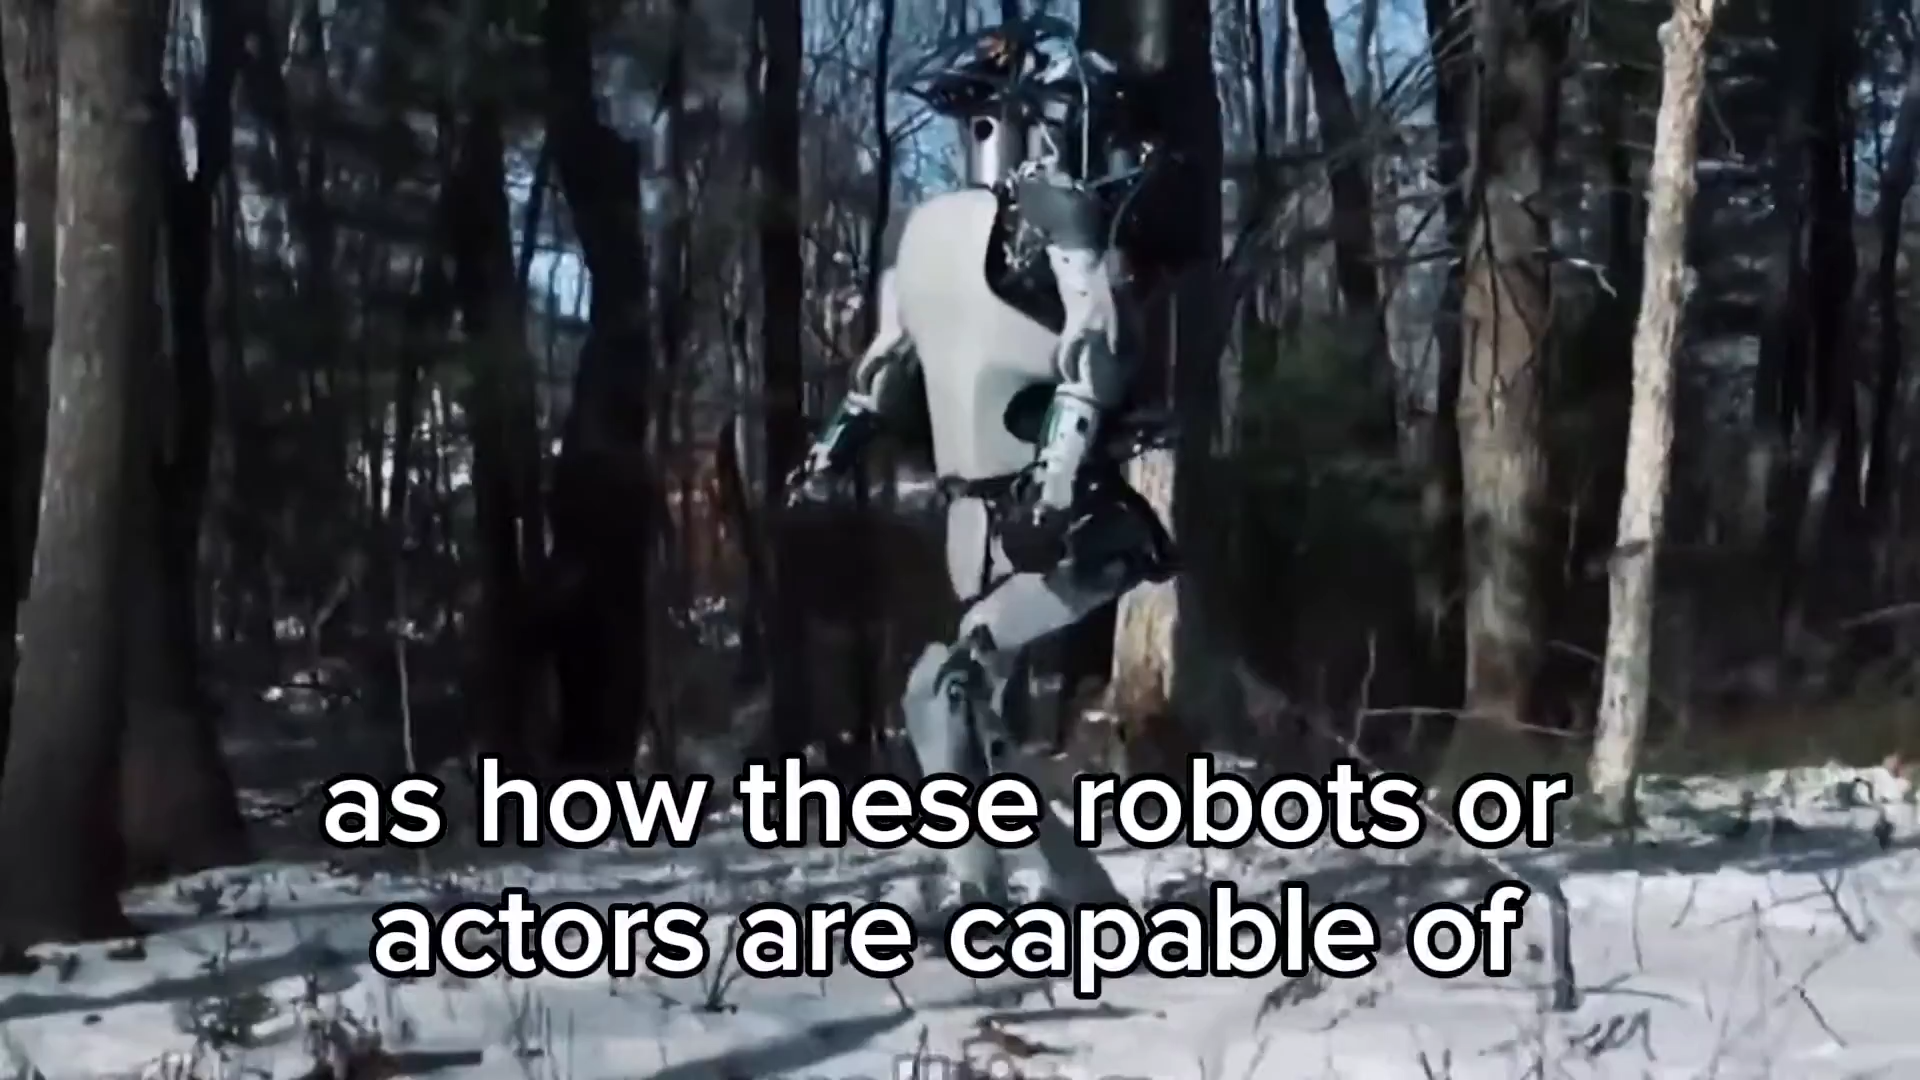 as how these robots or
actors are capable of